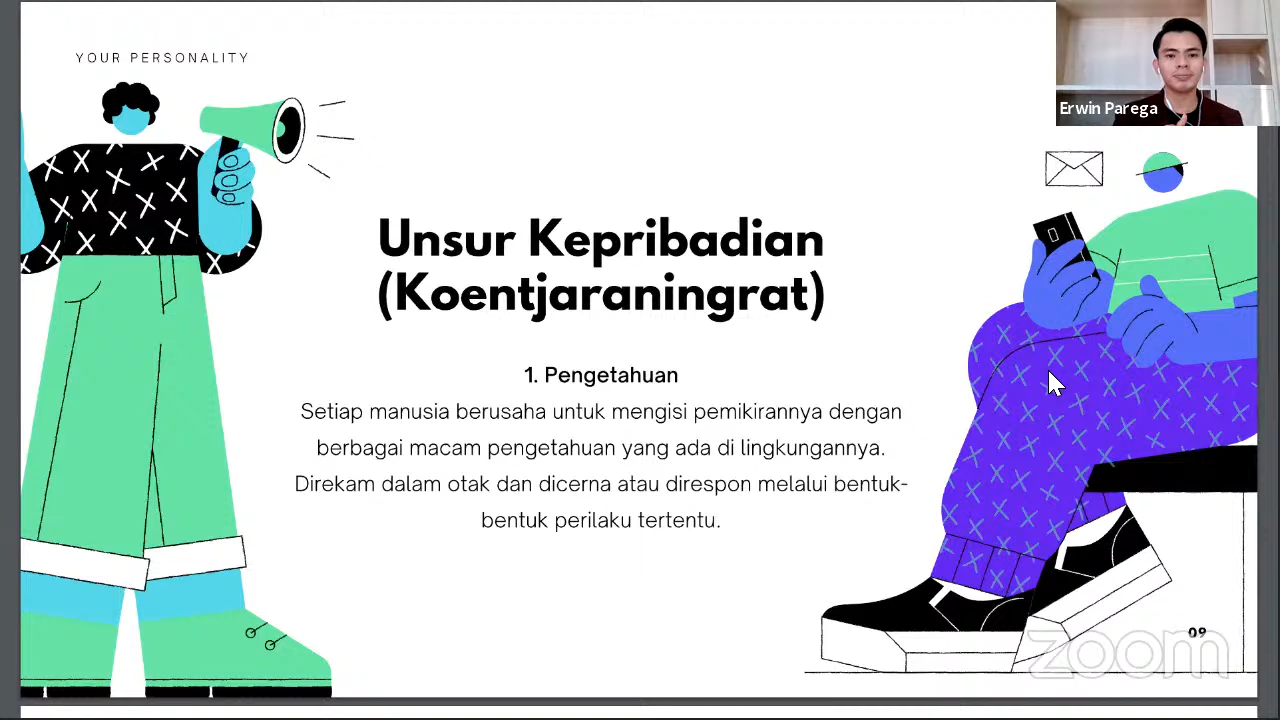 YOUR PERSONALITY
Erwin Parega
Unsur Kepribadian
(Koentjaraningrat)
1. Pengetahuan
Setiap manusia berusaha untuk mengisi pemikirannya dengan
berbagai macam pengetahuan yang ada di lingkungannya.
Direkam dalam otak dan dicerna atau direspon melalui bentuk-
bentuk perilaku tertentu.
09
zoom